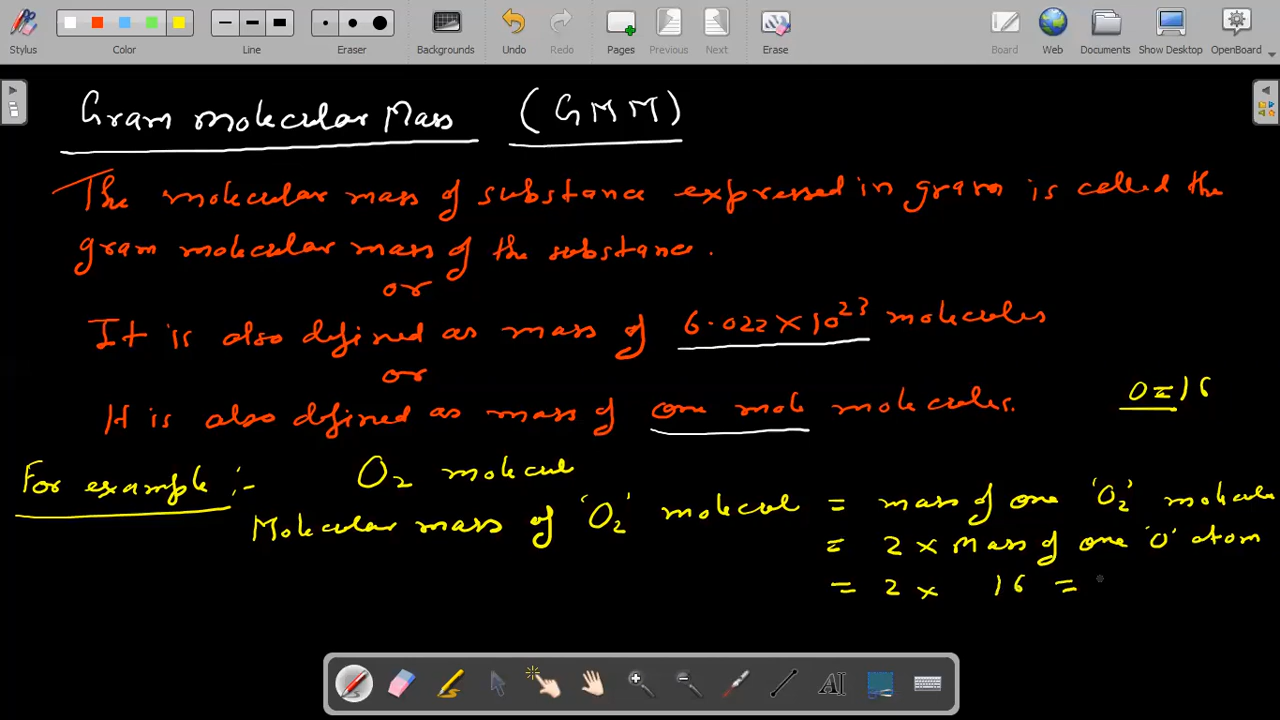 Stylus
Color
Line
Eraser
Backgrounds
Undo
Redo
Pages
Previous
Next
Erase
Board
Web
Documents
Show Desktop
OpenBoard
Gram molecular Mass (GMM)
The molecular mass of substance expressed in gram is called the
gram molecular mass of the substance.
or
It is also defined as mass of 6.022 X 10²³ molecules
or
It is also defined as mass of one mole molecules.
O = 16
For example :- O₂ molecul
Molecular mass of 'O₂' molecul = mass of one 'O₂' molecule
= 2 x Mass of one 'O' atom
= 2 x 16 =
AI